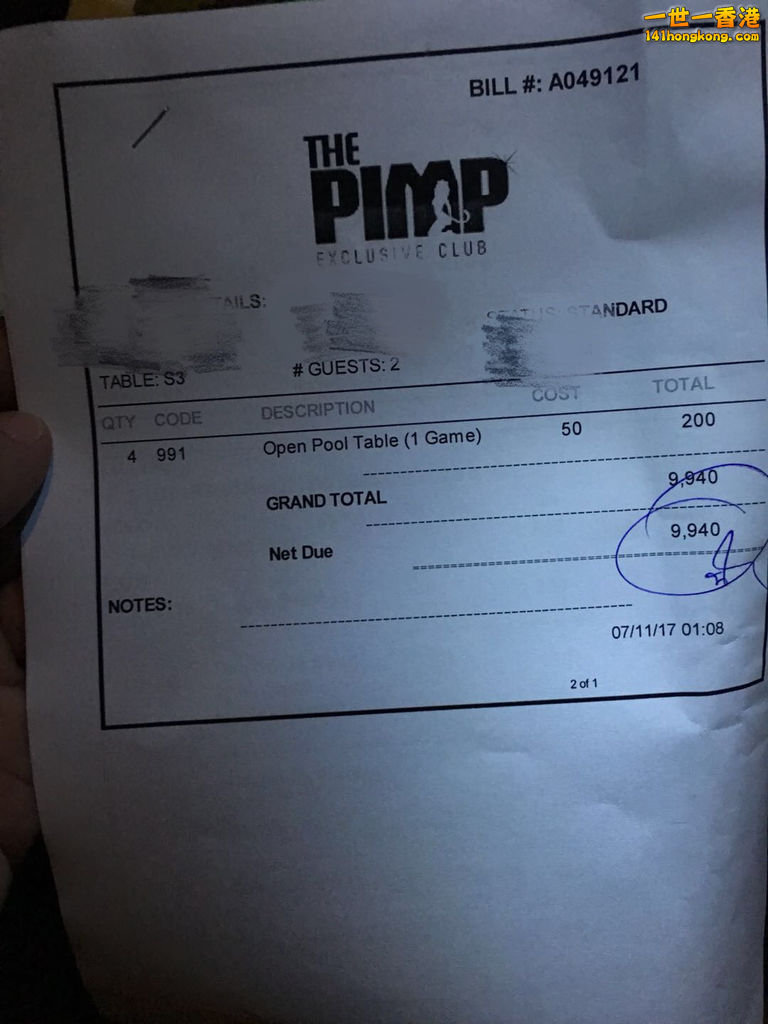 一世一香港
141hongkong.com
BILL #: A049121
THE
PIMP
EXCLUSIVE CLUB
AILS:
STATUS: STANDARD
TABLE: S3 # GUESTS: 2
QTY CODE DESCRIPTION COST TOTAL
4 991 Open Pool Table (1 Game) 50 200
GRAND TOTAL 9,940
Net Due 9,940
NOTES:
07/11/17 01:08
2 of 1